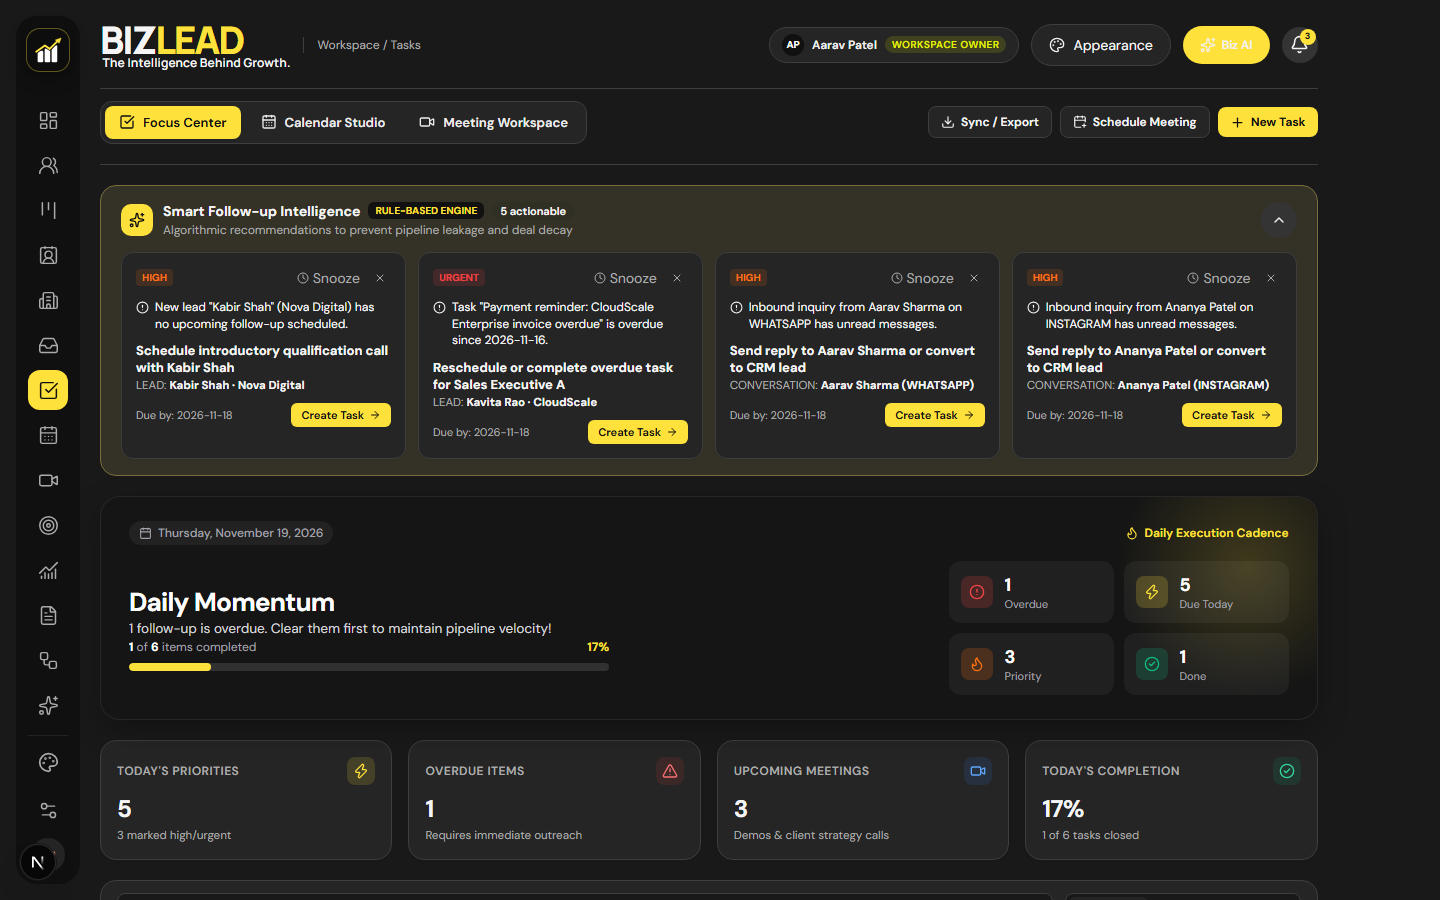 BIZLEAD
The Intelligence Behind Growth.
Workspace / Tasks
AP Aarav Patel WORKSPACE OWNER
Appearance
Biz AI
3
Focus Center
Calendar Studio
Meeting Workspace
Sync / Export
Schedule Meeting
New Task
Smart Follow-up Intelligence RULE-BASED ENGINE 5 actionable
Algorithmic recommendations to prevent pipeline leakage and deal decay
HIGH
Snooze
New lead "Kabir Shah" (Nova Digital) has
no upcoming follow-up scheduled.
Schedule introductory qualification call
with Kabir Shah
LEAD: Kabir Shah · Nova Digital
Due by: 2026-11-18
Create Task
URGENT
Snooze
Task "Payment reminder: CloudScale
Enterprise invoice overdue" is overdue
since 2026-11-16.
Reschedule or complete overdue task
for Sales Executive A
LEAD: Kavita Rao · CloudScale
Due by: 2026-11-18
Create Task
HIGH
Snooze
Inbound inquiry from Aarav Sharma on
WHATSAPP has unread messages.
Send reply to Aarav Sharma or convert
to CRM lead
CONVERSATION: Aarav Sharma (WHATSAPP)
Due by: 2026-11-18
Create Task
HIGH
Snooze
Inbound inquiry from Ananya Patel on
INSTAGRAM has unread messages.
Send reply to Ananya Patel or convert
to CRM lead
CONVERSATION: Ananya Patel (INSTAGRAM)
Due by: 2026-11-18
Create Task
Thursday, November 19, 2026
Daily Execution Cadence
Daily Momentum
1 follow-up is overdue. Clear them first to maintain pipeline velocity!
1 of 6 items completed
17%
1
Overdue
5
Due Today
3
Priority
1
Done
TODAY'S PRIORITIES
5
3 marked high/urgent
OVERDUE ITEMS
1
Requires immediate outreach
UPCOMING MEETINGS
3
Demos & client strategy calls
TODAY'S COMPLETION
17%
1 of 6 tasks closed
N